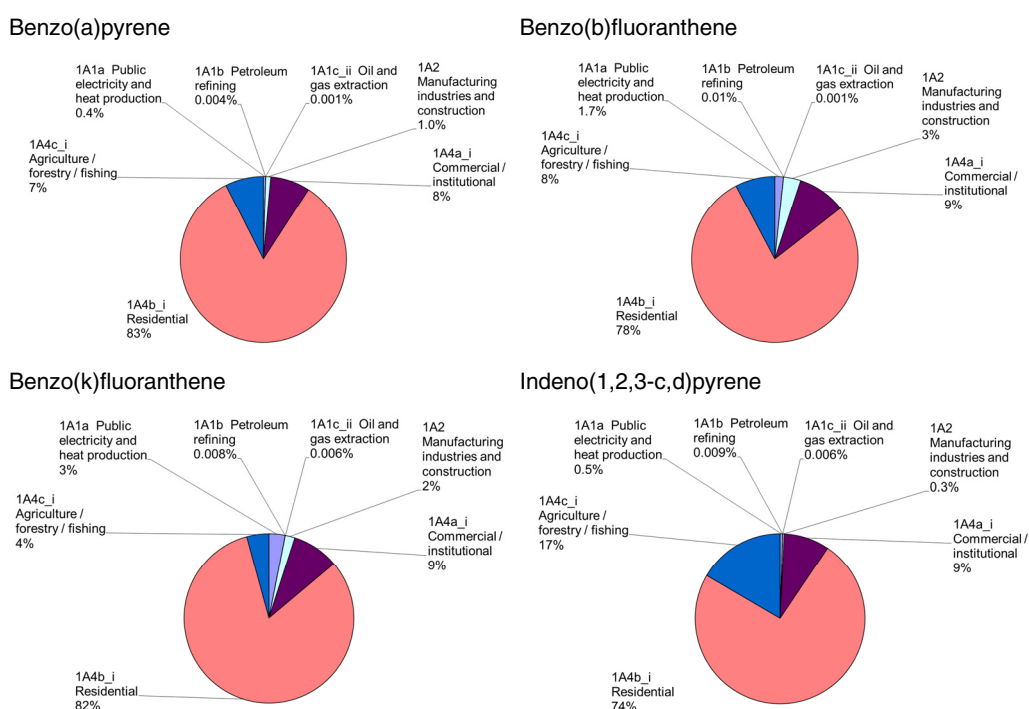 Benzo(a)pyrene
1A1a Public
electricity and
heat production
0.4%
1A1b Petroleum
refining
0.004%
1A1c_ii Oil and
gas extraction
0.001%
1A2
Manufacturing
industries and
construction
1.0%
1A4c_i
Agriculture /
forestry / fishing
7%
1A4a_i
Commercial /
institutional
8%
1A4b_i
Residential
83%
Benzo(b)fluoranthene
1A1a Public
electricity and
heat production
1.7%
1A1b Petroleum
refining
0.01%
1A1c_ii Oil and
gas extraction
0.001%
1A2
Manufacturing
industries and
construction
3%
1A4c_i
Agriculture /
forestry / fishing
8%
1A4a_i
Commercial /
institutional
9%
1A4b_i
Residential
78%
Benzo(k)fluoranthene
1A1a Public
electricity and
heat production
3%
1A1b Petroleum
refining
0.008%
1A1c_ii Oil and
gas extraction
0.006%
1A2
Manufacturing
industries and
construction
2%
1A4c_i
Agriculture /
forestry / fishing
4%
1A4a_i
Commercial /
institutional
9%
1A4b_i
Residential
82%
Indeno(1,2,3-c,d)pyrene
1A1a Public
electricity and
heat production
0.5%
1A1b Petroleum
refining
0.009%
1A1c_ii Oil and
gas extraction
0.006%
1A2
Manufacturing
industries and
construction
0.3%
1A4c_i
Agriculture /
forestry / fishing
17%
1A4a_i
Commercial /
institutional
9%
1A4b_i
Residential
74%